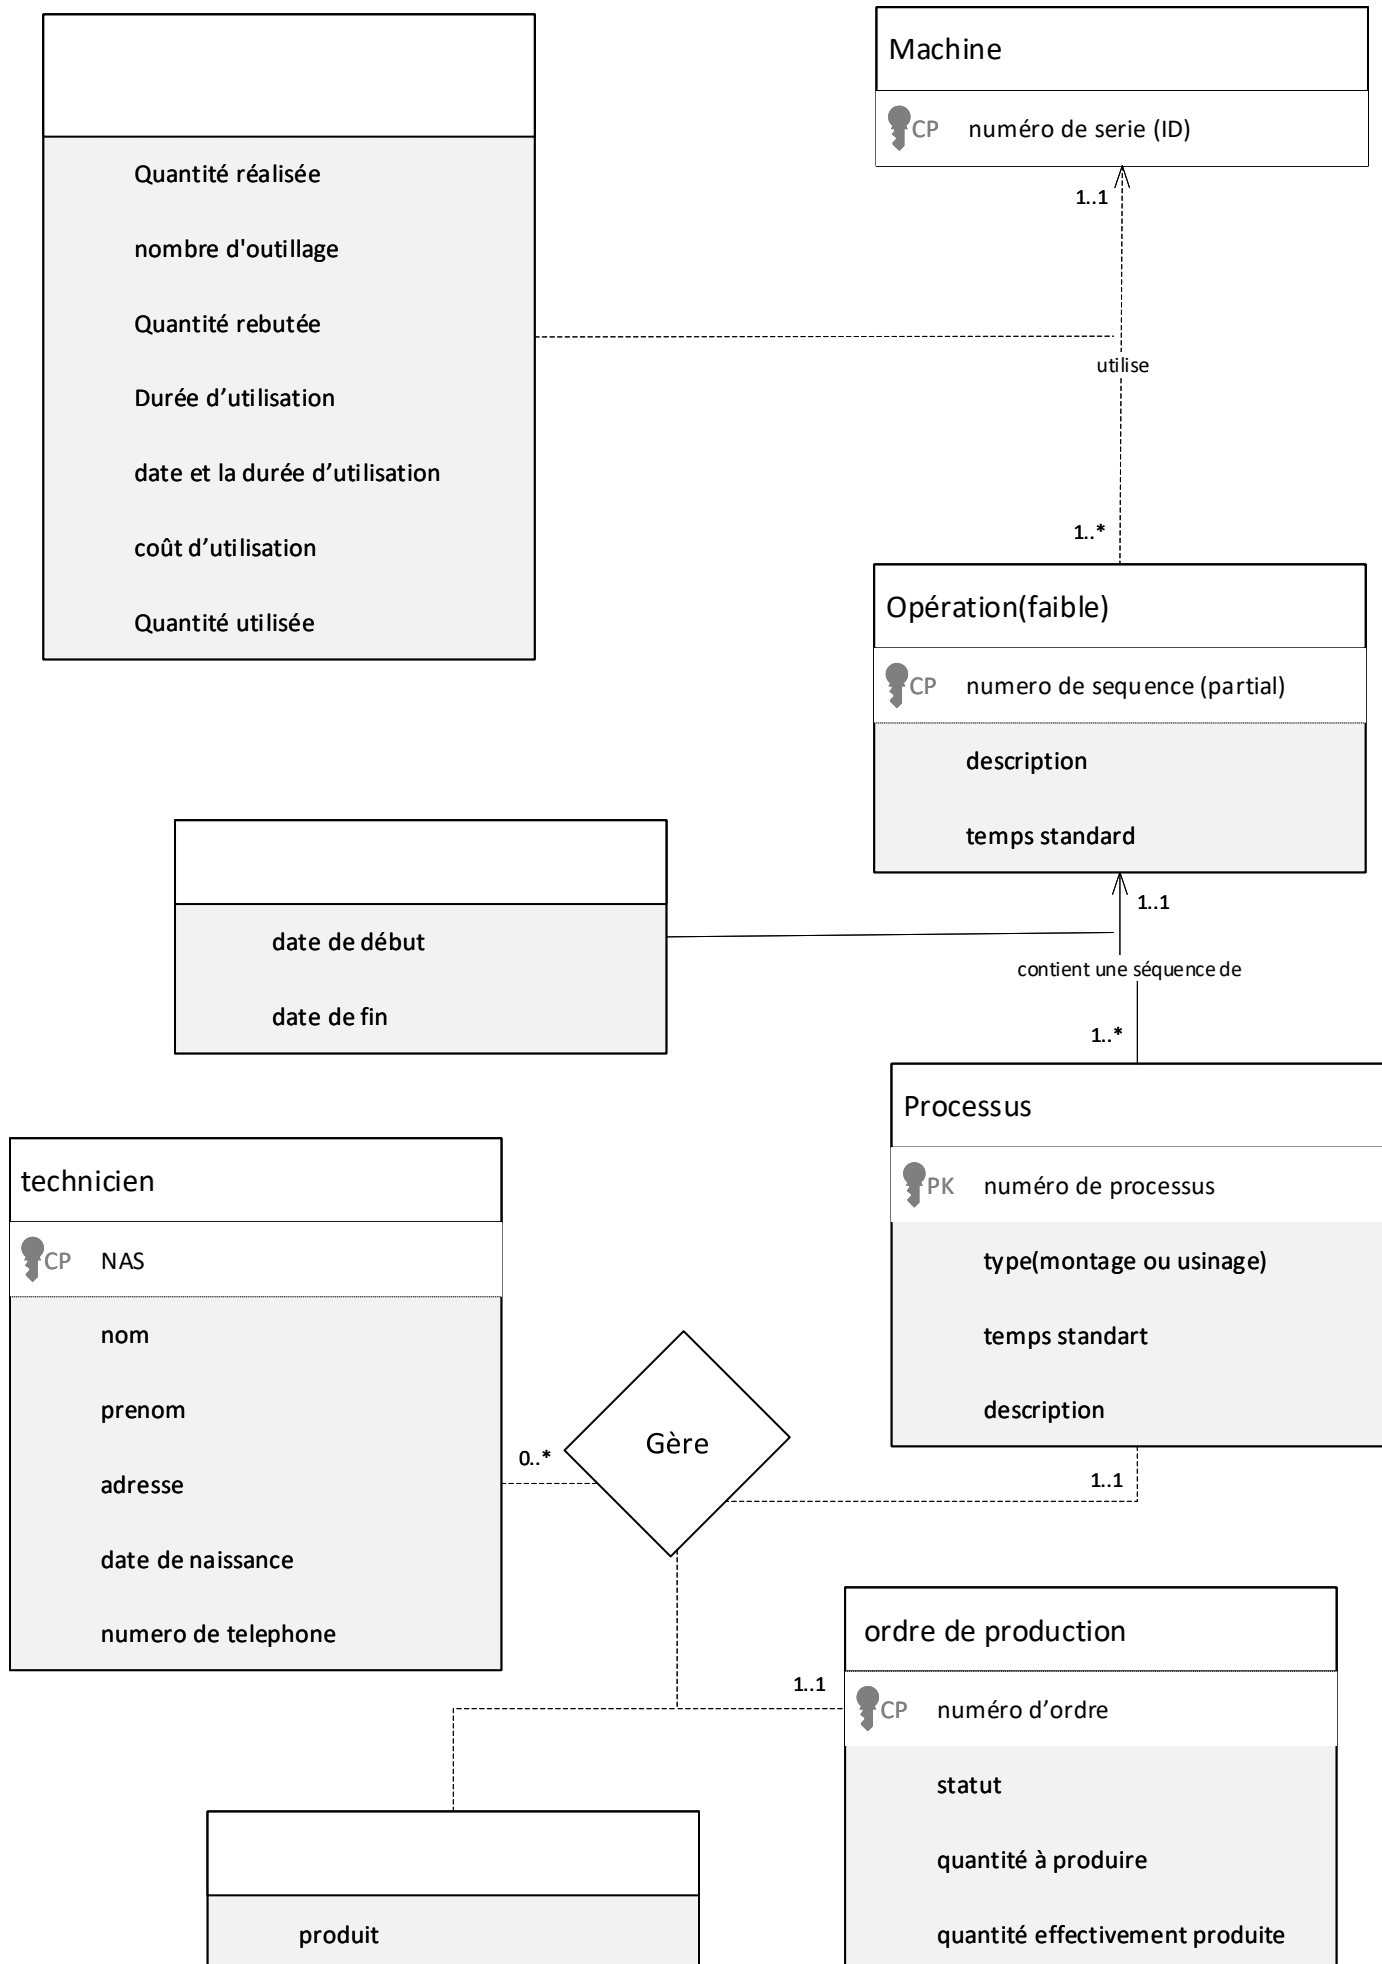 Quantité réalisée
nombre d'outillage
Quantité rebutée
Durée d’utilisation
date et la durée d’utilisation
coût d’utilisation
Quantité utilisée
Machine
CP numéro de serie (ID)
1..1
utilise
1..*
Opération(faible)
CP numero de sequence (partial)
description
temps standard
date de début
date de fin
1..1
contient une séquence de
1..*
Processus
PK numéro de processus
type(montage ou usinage)
temps standart
description
technicien
CP NAS
nom
prenom
adresse
date de naissance
numero de telephone
0..*
Gère
1..1
1..1
ordre de production
CP numéro d’ordre
statut
quantité à produire
quantité effectivement produite
produit